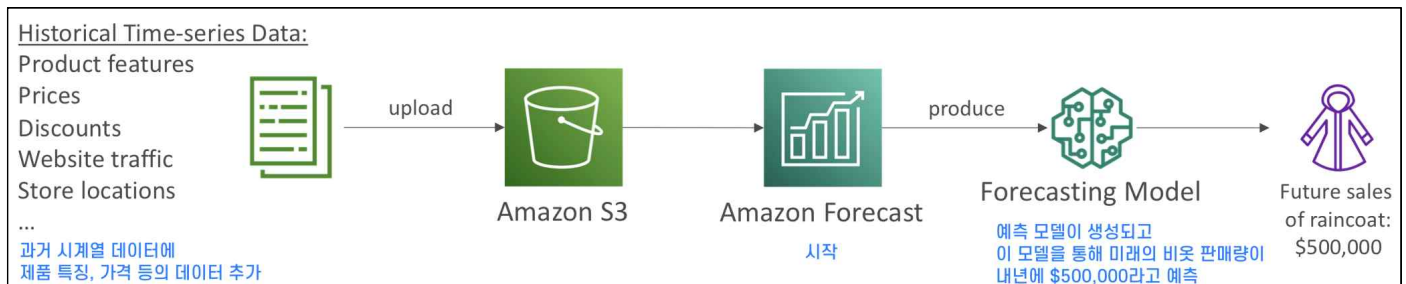 Historical Time-series Data:
Product features
Prices
Discounts
Website traffic
Store locations
...
과거 시계열 데이터에
제품 특징, 가격 등의 데이터 추가
upload
Amazon S3
Amazon Forecast
시작
produce
Forecasting Model
예측 모델이 생성되고
이 모델을 통해 미래의 비옷 판매량이
내년에 $500,000라고 예측
Future sales
of raincoat:
$500,000